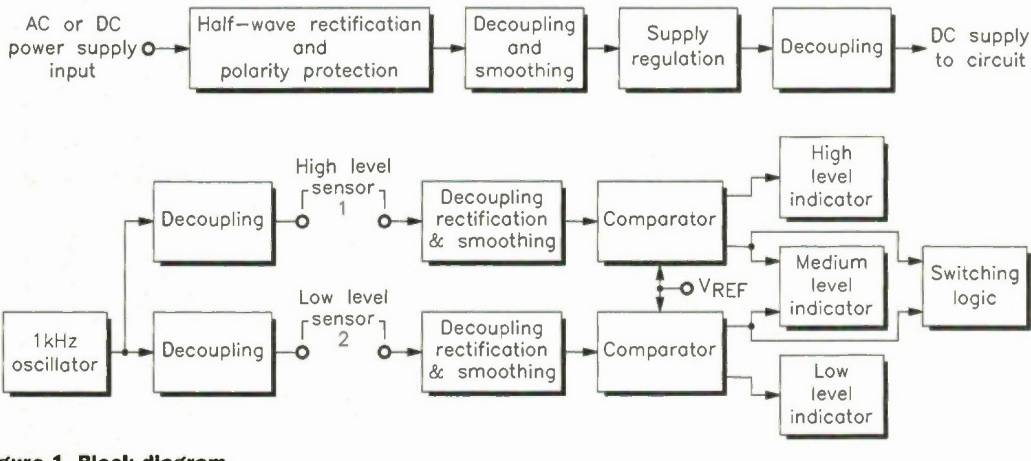 AC or DC
power supply
input
Half-wave rectification
and
polarity protection
Decoupling
and
smoothing
Supply
regulation
Decoupling
DC supply
to circuit
High
level
indicator
High level
sensor
1
Decoupling
Decoupling
rectification
& smoothing
Comparator
VREF
Medium
level
indicator
Switching
logic
Low level
sensor
2
1kHz
oscillator
Decoupling
Decoupling
rectification
& smoothing
Comparator
Low
level
indicator
gure 1. Block diagram